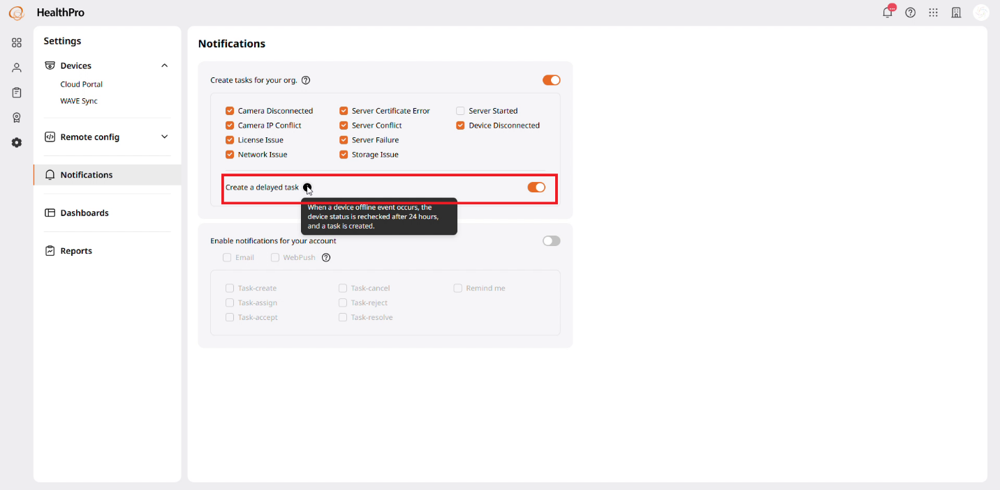 HealthPro
...
Settings
Devices
Cloud Portal
WAVE Sync
Remote config
Notifications
Dashboards
Reports
Notifications
Create tasks for your org. ?
Camera Disconnected Server Certificate Error Server Started
Camera IP Conflict Server Conflict Device Disconnected
License Issue Server Failure
Network Issue Storage Issue
Create a delayed task
When a device offline event occurs, the
device status is rechecked after 24 hours,
and a task is created.
Enable notifications for your account
Email WebPush ?
Task-create Task-cancel Remind me
Task-assign Task-reject
Task-accept Task-resolve